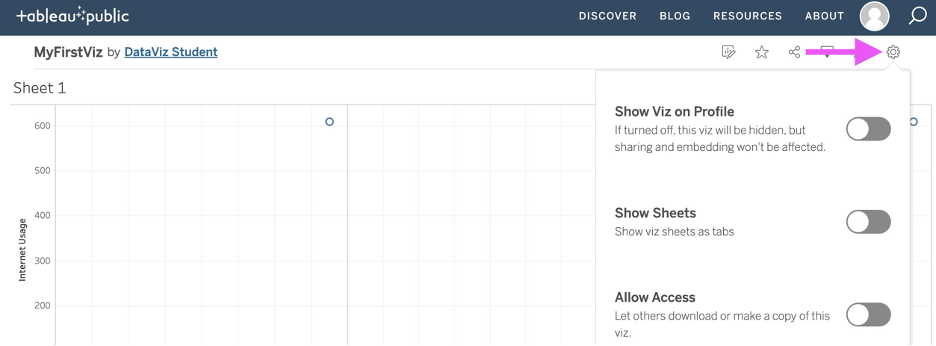 +ableau public DISCOVER BLOG RESOURCES ABOUT
MyFirstViz by DataViz Student
Sheet 1
Show Viz on Profile
If turned off, this viz will be hidden, but
sharing and embedding won't be affected.
Show Sheets
Show viz sheets as tabs
Allow Access
Let others download or make a copy of this
viz.
Internet Usage
600
500
400
300
200